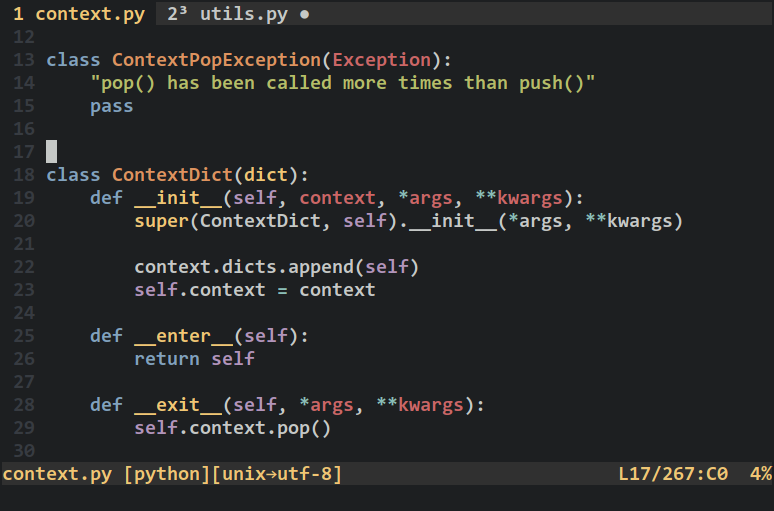 1 context.py  2³ utils.py ●
12
13 class ContextPopException(Exception):
14     "pop() has been called more times than push()"
15     pass
16
17
18 class ContextDict(dict):
19     def __init__(self, context, *args, **kwargs):
20         super(ContextDict, self).__init__(*args, **kwargs)
21
22         context.dicts.append(self)
23         self.context = context
24
25     def __enter__(self):
26         return self
27
28     def __exit__(self, *args, **kwargs):
29         self.context.pop()
30
context.py [python][unix→utf-8] L17/267:C0  4%